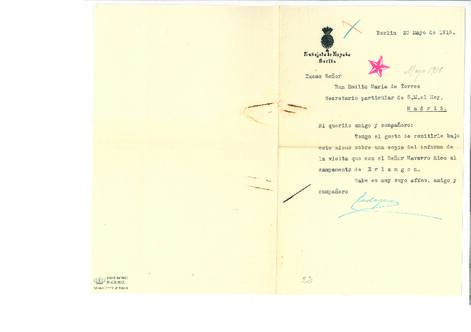 Berlin 20 Mayo de 1918.
Embajada de España
Berlin
Mayo 1918
Señor
Don Emilio Maria de Torres
Secretario particular de S.M. el Rey.
Madrid.
Mi querido amigo y compañero:
Tengo el gusto de remitirle bajo
este mismo sobre una copia del informe de
la visita que con el Señor Navarro hice al
campamento de Erlangen.
Sabe es muy suyo affmo. amigo y
compañero
23